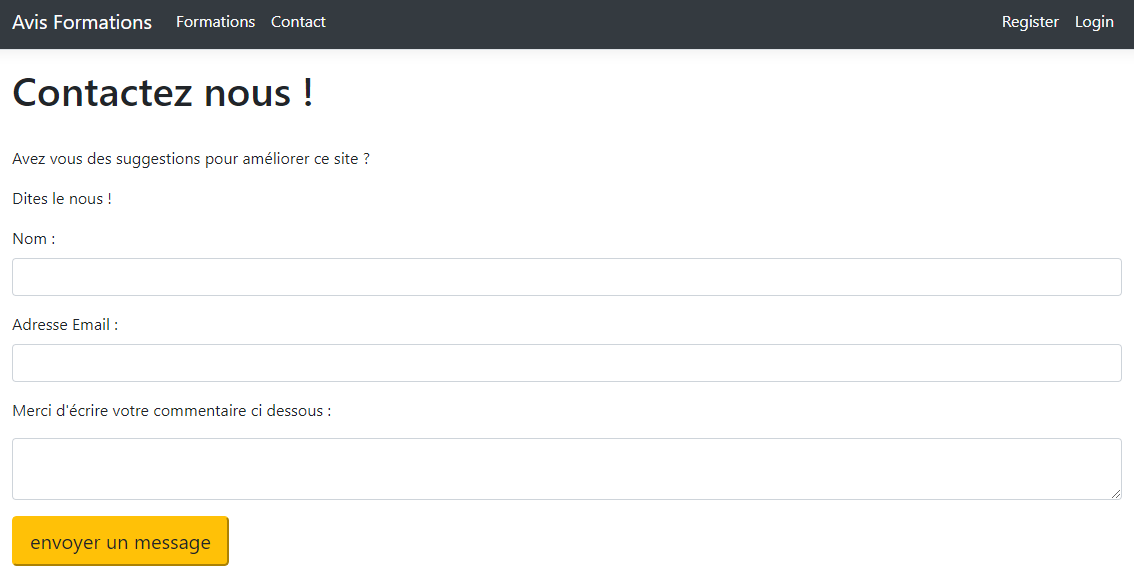 Avis Formations Formations Contact Register Login
Contactez nous !
Avez vous des suggestions pour améliorer ce site ?
Dites le nous !
Nom :
Adresse Email :
Merci d'écrire votre commentaire ci dessous :
envoyer un message